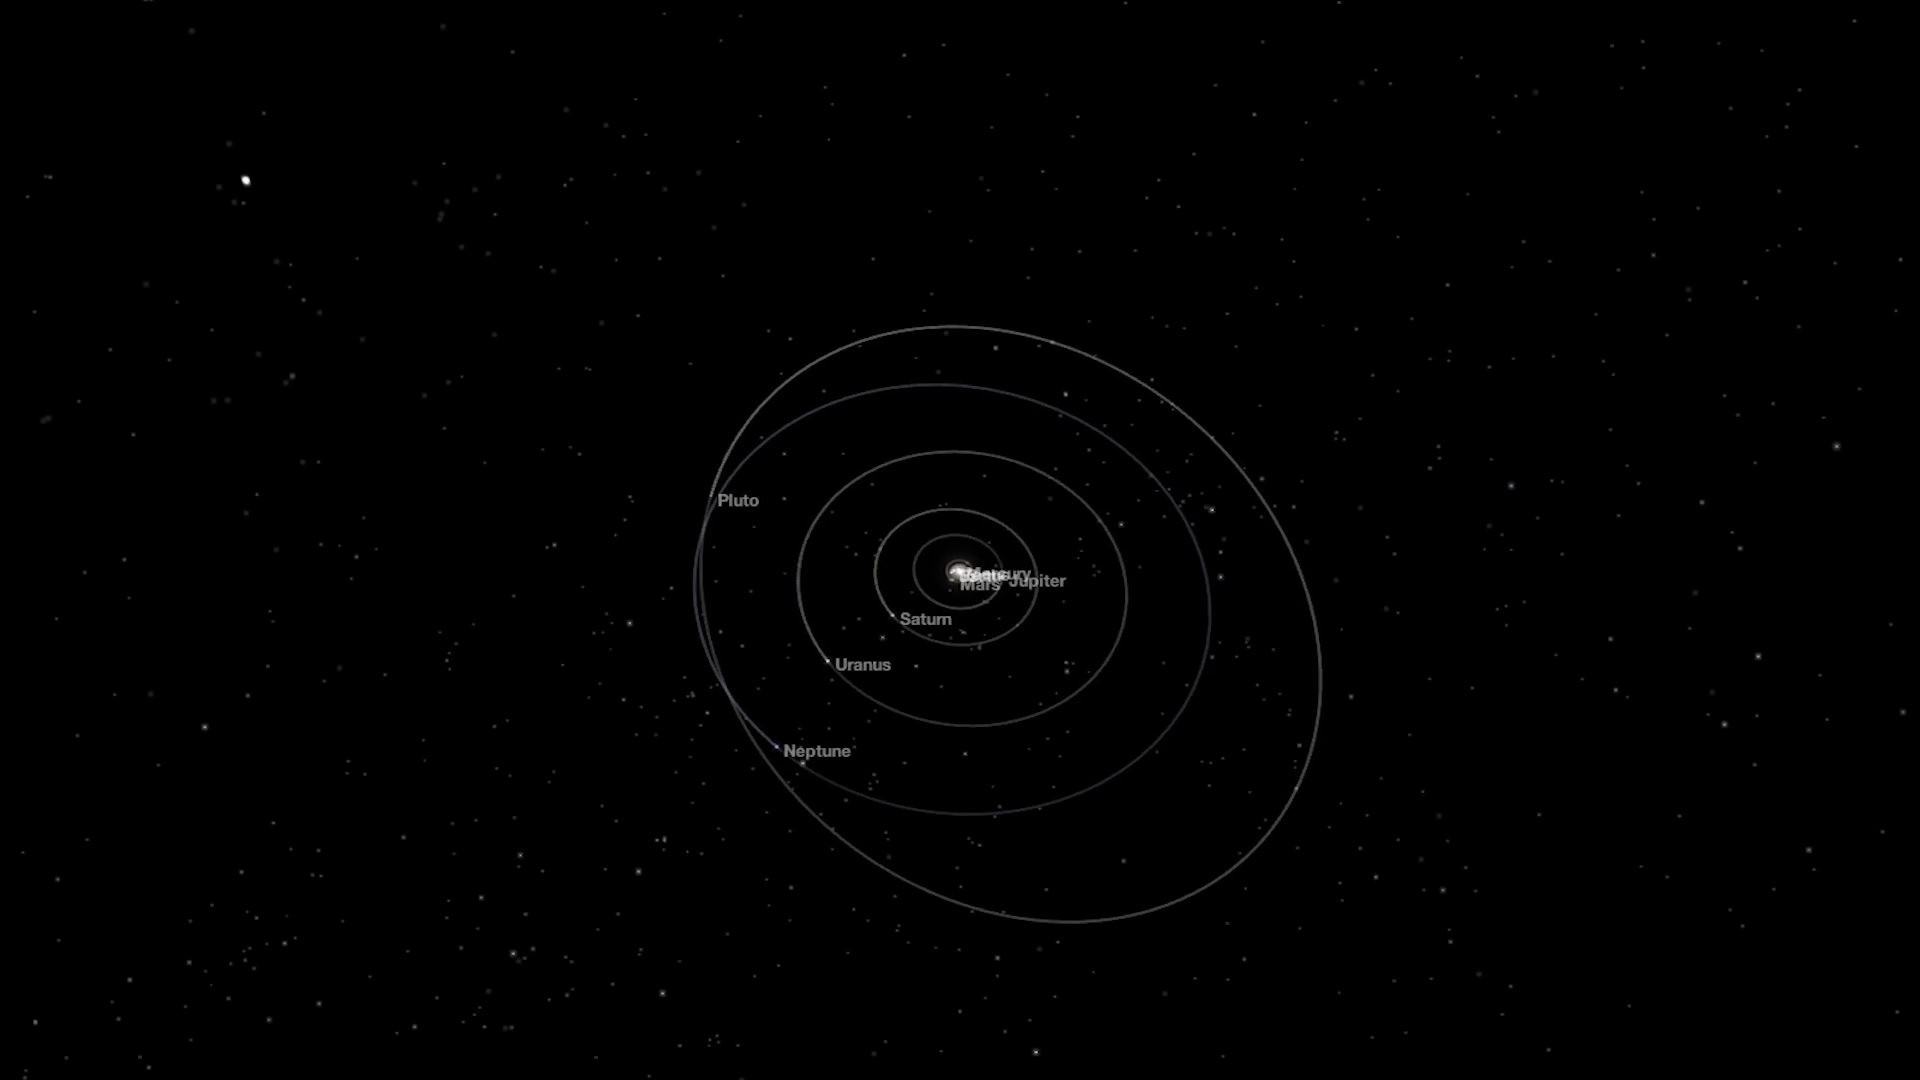 Pluto
Mercury
Jupiter
Mars
Saturn
Uranus
Neptune